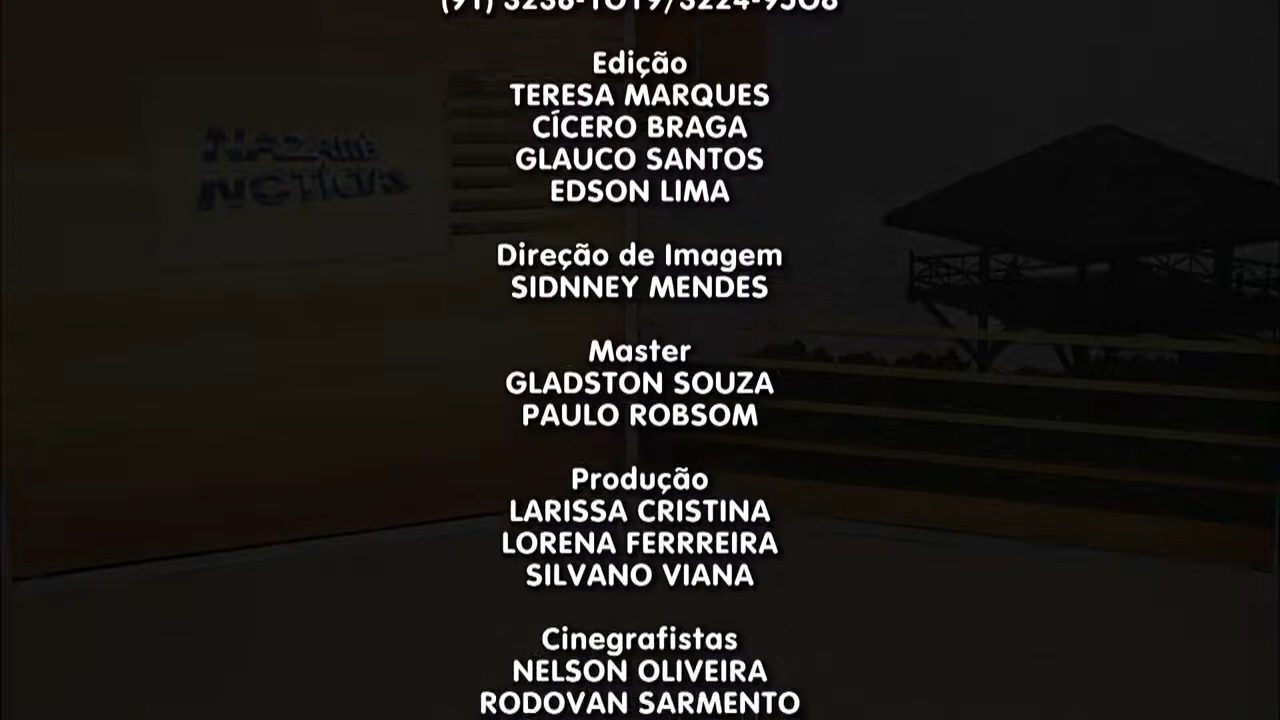 Edição
TERESA MARQUES
CÍCERO BRAGA
GLAUCO SANTOS
EDSON LIMA
Direção de Imagem
SIDNNEY MENDES
Master
GLADSTON SOUZA
PAULO ROBSOM
Produção
LARISSA CRISTINA
LORENA FERRREIRA
SILVANO VIANA
Cinegrafistas
NELSON OLIVEIRA
RODOVAN SARMENTO